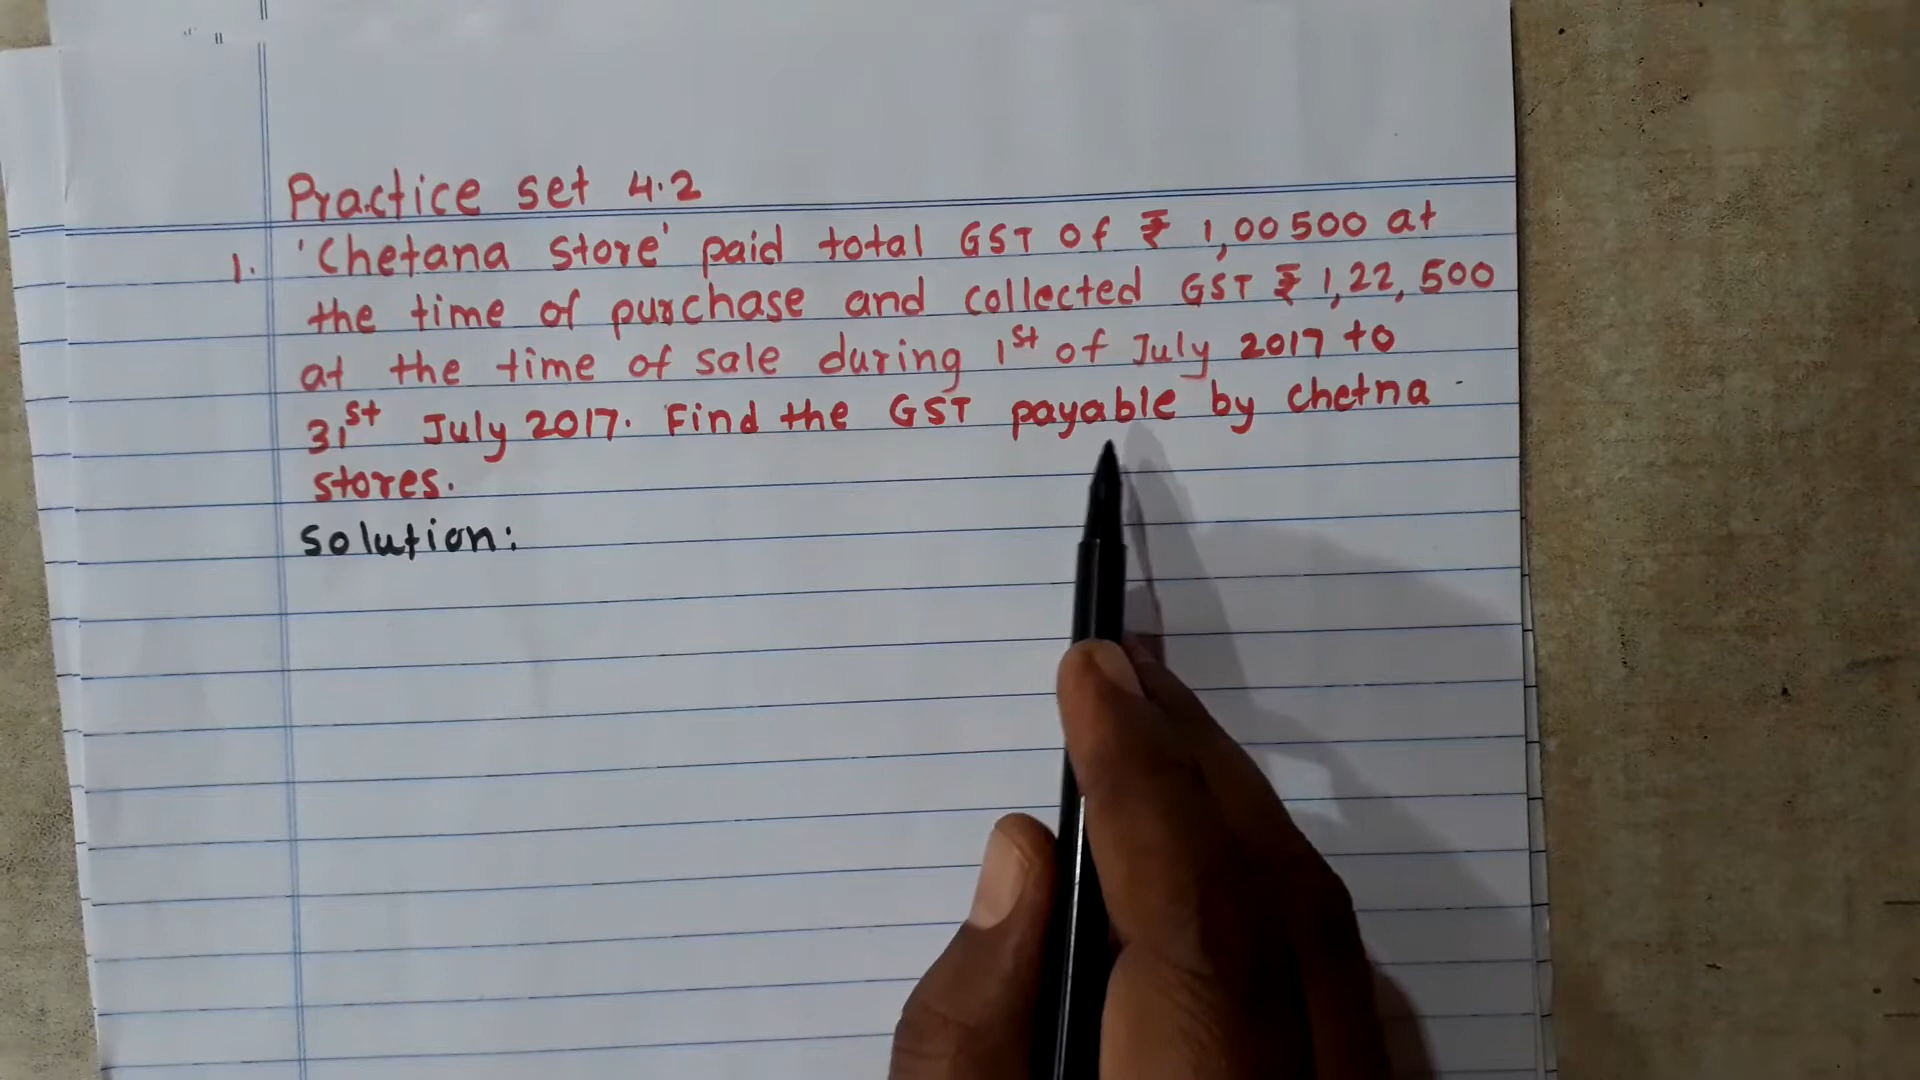 Practice set 4.2
1. 'Chetana store' paid total GST of ₹ 1,00 500 at
the time of purchase and collected GST ₹ 1,22,500
at the time of sale during 1st of July 2017 to
31st July 2017. Find the GST payable by chetna
stores.
Solution: